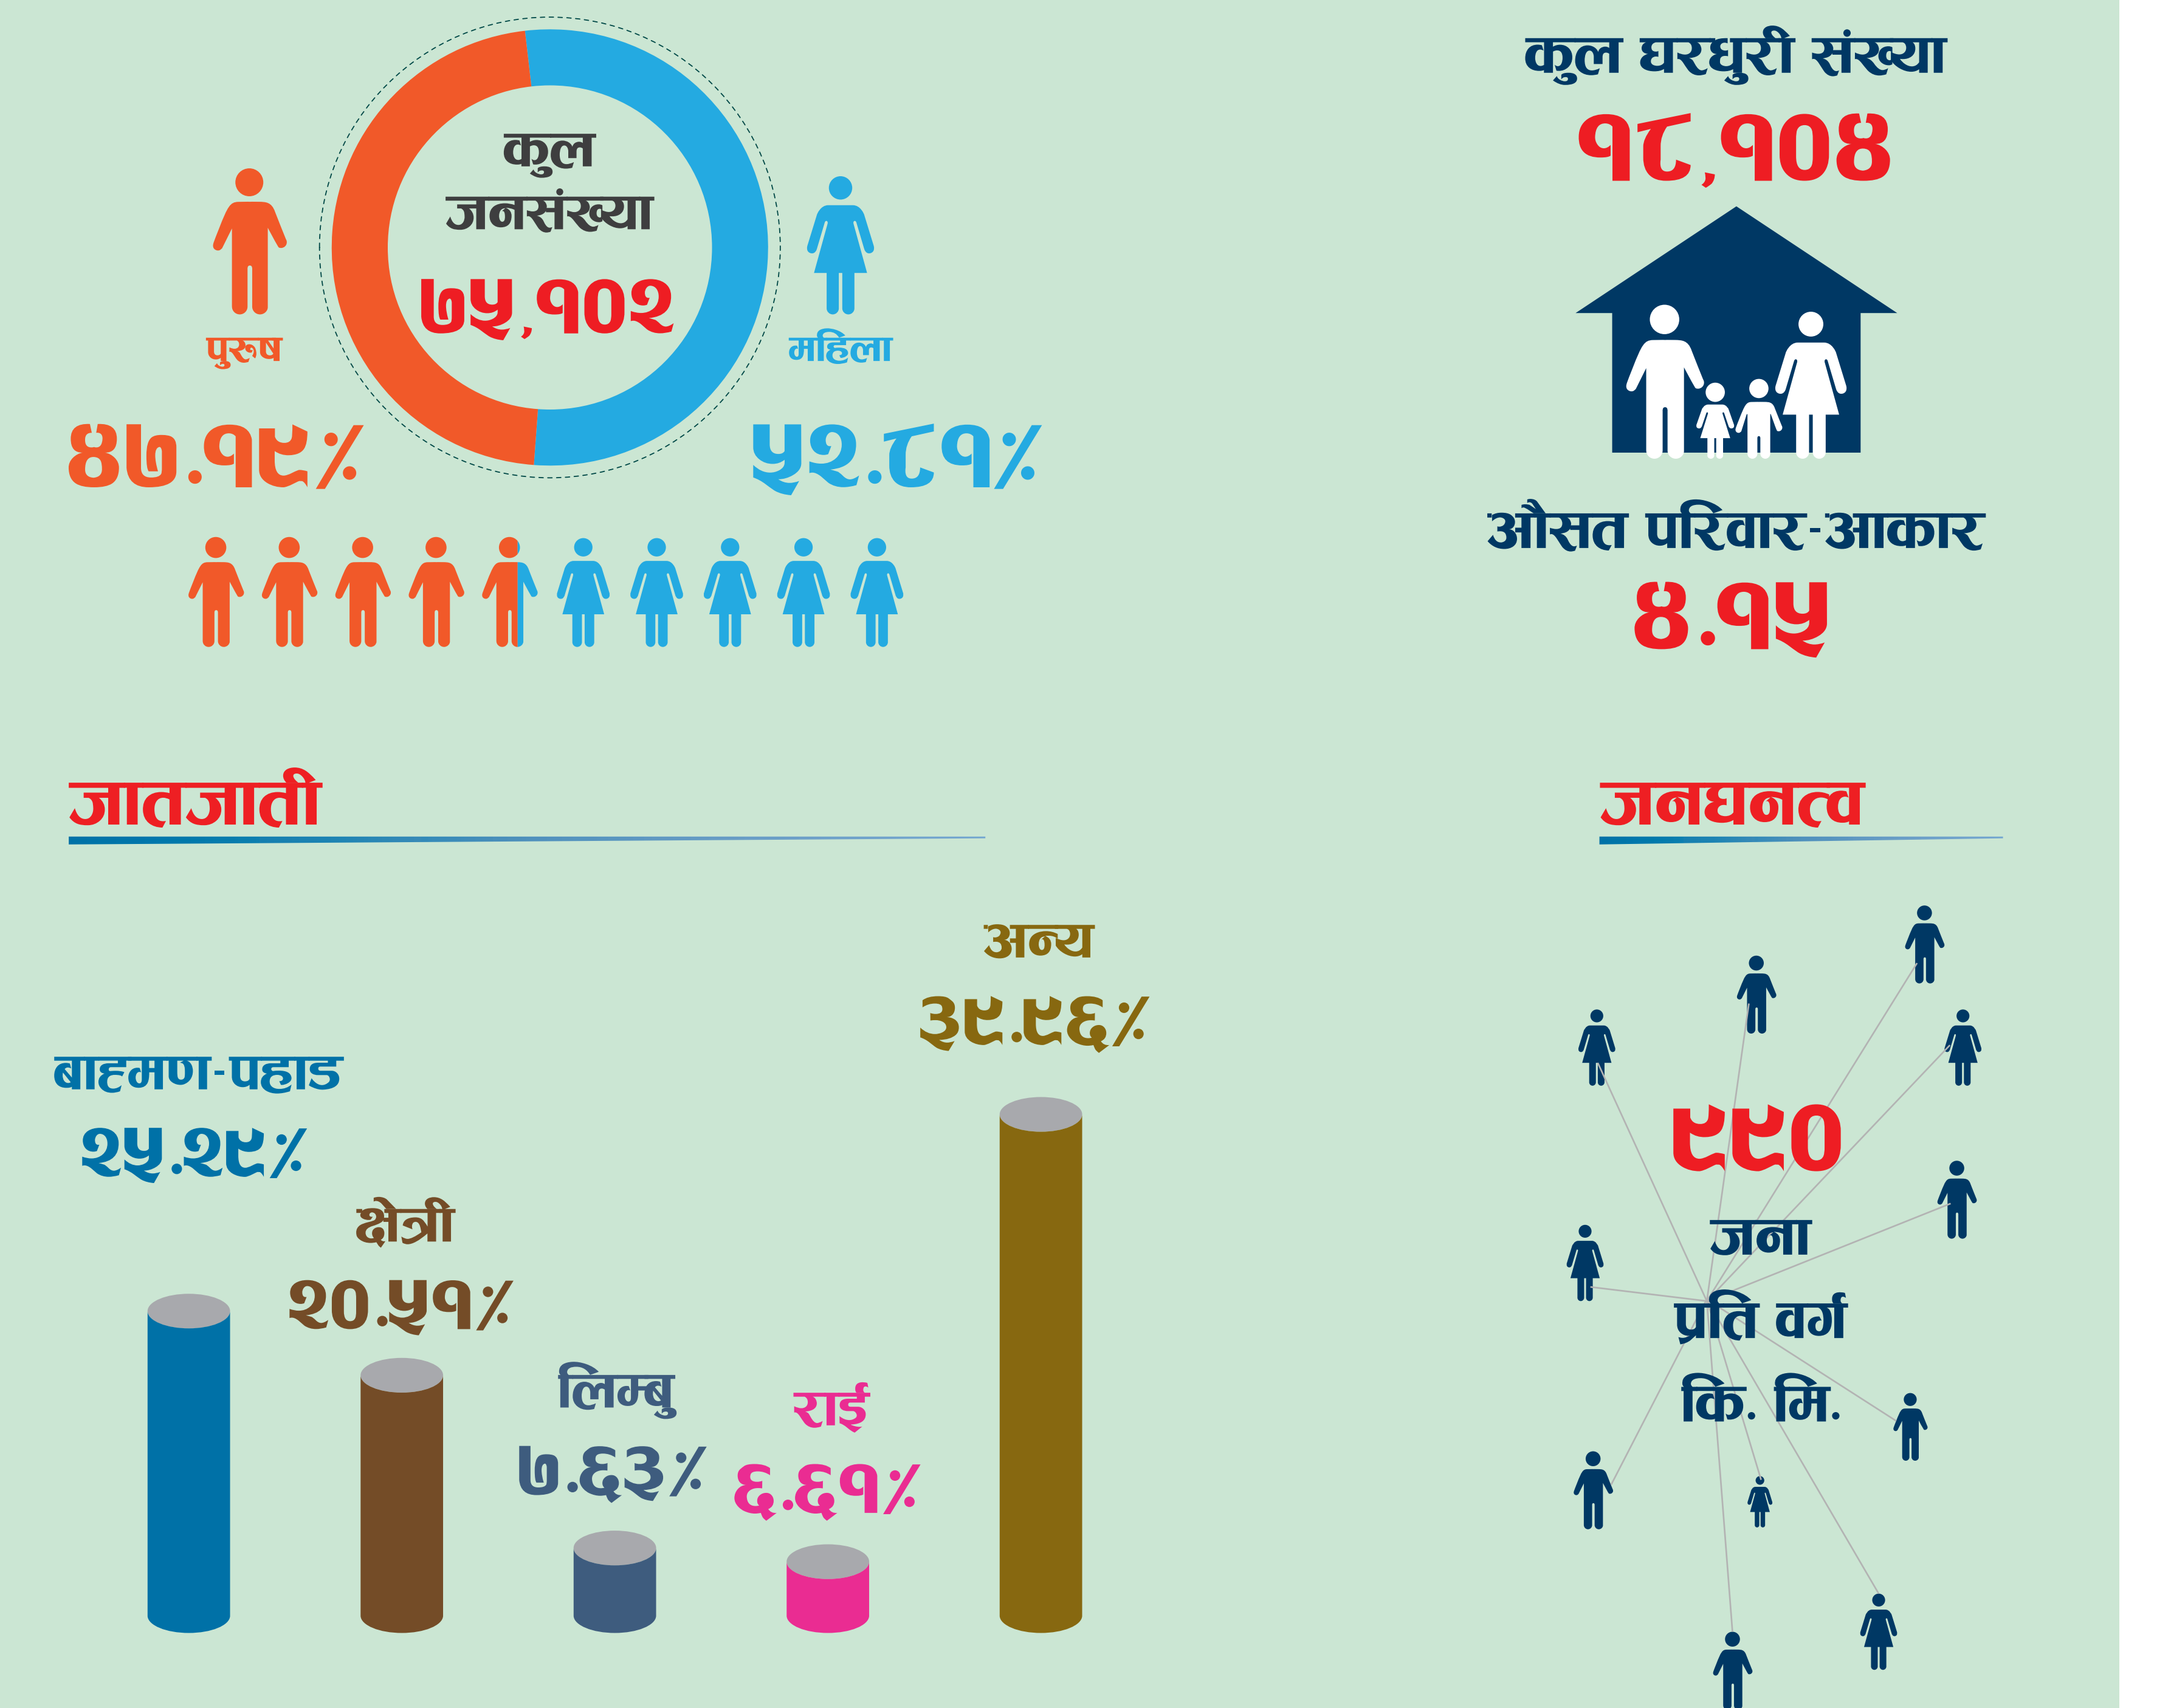 कुल
जनसंख्या
७५,१०२
पुरुष
महिला
४७.१९%
५२.८१%
कुल घरधुरी संख्या
१८,१०४
औसत परिवार-आकार
४.१५
जातजाती
बाह्मण-पहाड
२५.२९%
क्षेत्री
२०.५१%
लिम्बु
७.६३%
राई
६.६१%
अन्य
३९.९६%
जनघनत्व
९९०
जना
प्रति वर्ग
कि. मि.